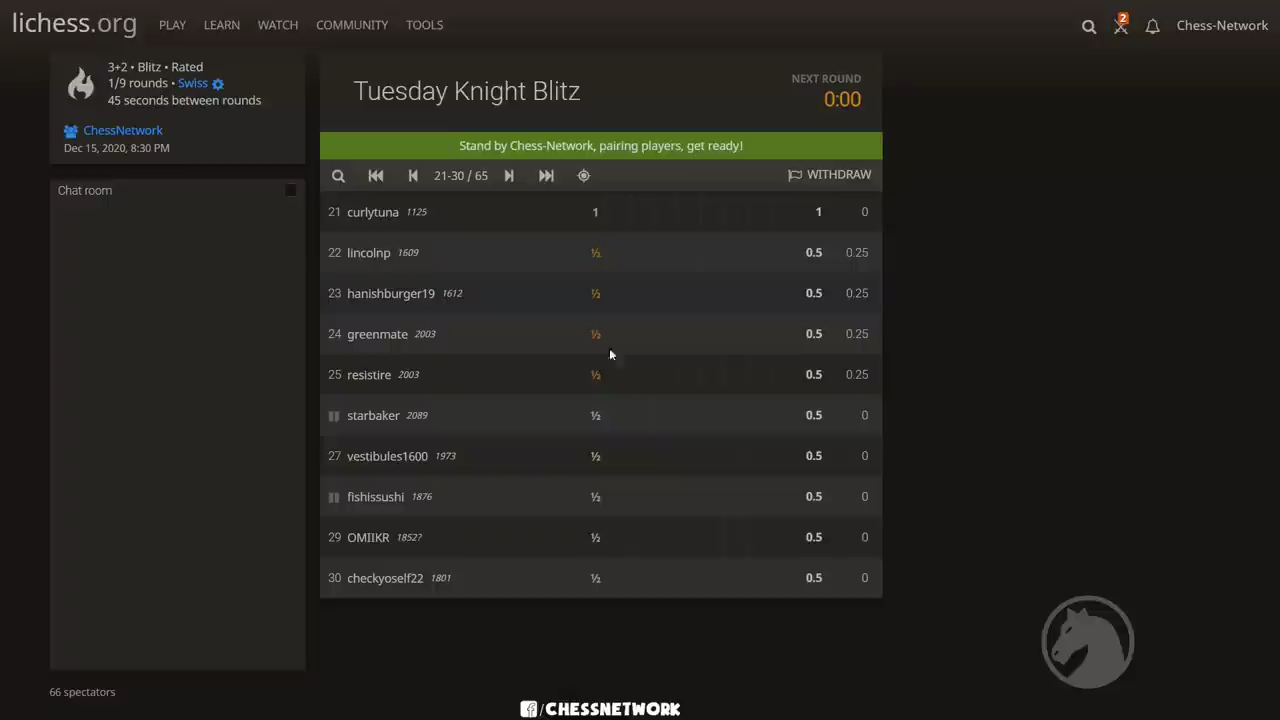 lichess.org PLAY LEARN WATCH COMMUNITY TOOLS 2 Chess-Network
3+2 • Blitz • Rated
1/9 rounds • Swiss
45 seconds between rounds
ChessNetwork
Dec 15, 2020, 8:30 PM
Chat room
66 spectators
Tuesday Knight Blitz
NEXT ROUND
0:00
Stand by Chess-Network, pairing players, get ready!
21-30 / 65 WITHDRAW
21 curlytuna 1125 1 1 0
22 lincolnp 1609 ½ 0.5 0.25
23 hanishburger19 1612 ½ 0.5 0.25
24 greenmate 2003 ½ 0.5 0.25
25 resistire 2003 ½ 0.5 0.25
starbaker 2089 ½ 0.5 0
27 vestibules1600 1973 ½ 0.5 0
fishissushi 1876 ½ 0.5 0
29 OMIIKR 1852? ½ 0.5 0
30 checkyoself22 1801 ½ 0.5 0
f/CHESSNETWORK